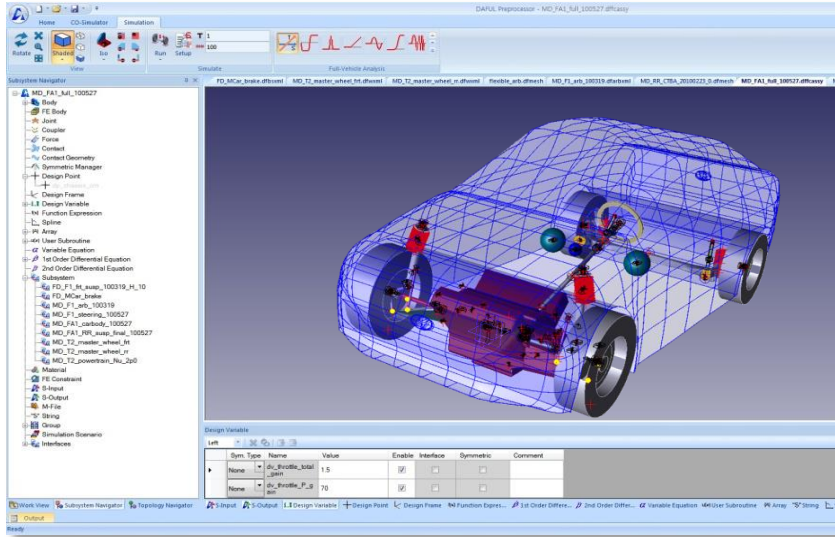 DAFUL Preprocessor - MD_FA1_full_100527.dffcassy
Home CO-Simulator Simulation
T 1
100
Rotate Shaded Ice Run Setup
View Simulate Full-Vehicle Analysis
Subsystem Navigator
FD_MCar_brake.dfbsxml MD_T2_master_wheel_frt.dfwxml MD_T2_master_wheel_rr.dfwxml flexible_arb.dfmesh MD_F1_arb_100319.dfarbxml MD_RR_CTBA_20100223_0.dfmesh MD_FA1_full_100527.dffcassy
MD_FA1_full_100527
Body
FE Body
Joint
Coupler
Force
Contact
Contact Geometry
Symmetric Manager
Design Point
Design Frame
Design Variable
Function Expression
Spline
Array
User Subroutine
Variable Equation
1st Order Differential Equation
2nd Order Differential Equation
Subsystem
FD_F1_frt_susp_100319_H_10
FD_MCar_brake
MD_F1_arb_100319
MD_F1_steering_100527
MD_FA1_carbody_100527
MD_FA1_RR_susp_final_100527
MD_T2_master_wheel_frt
MD_T2_master_wheel_rr
MD_T2_powertrain_Nu_2p0
Material
FE Constraint
S-Input
S-Output
M-File
"S" String
Group
Simulation Scenario
Interfaces
Design Variable
Left
Sym. Type Name Value Enable Interface Symmetric Comment
None dv_throttle_total_gain 1.5
None dv_throttle_P_gain 70
Work View Subsystem Navigator Topology Navigator S-Input S-Output Design Variable Design Point Design Frame Function Expres... 1st Order Differe... 2nd Order Differ... Variable Equation User Subroutine Array "S" String
Output
Ready